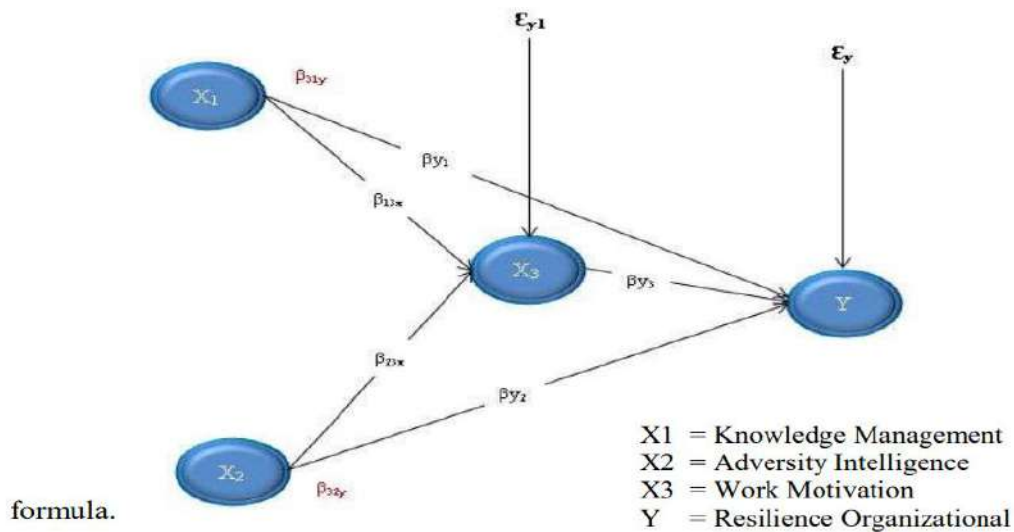 εy1
εy
β31y
X1
βy1
β13x
X3
βy3
Y
β23x
βy2
X2
β32y
X1 = Knowledge Management
X2 = Adversity Intelligence
X3 = Work Motivation
Y = Resilience Organizational
formula.